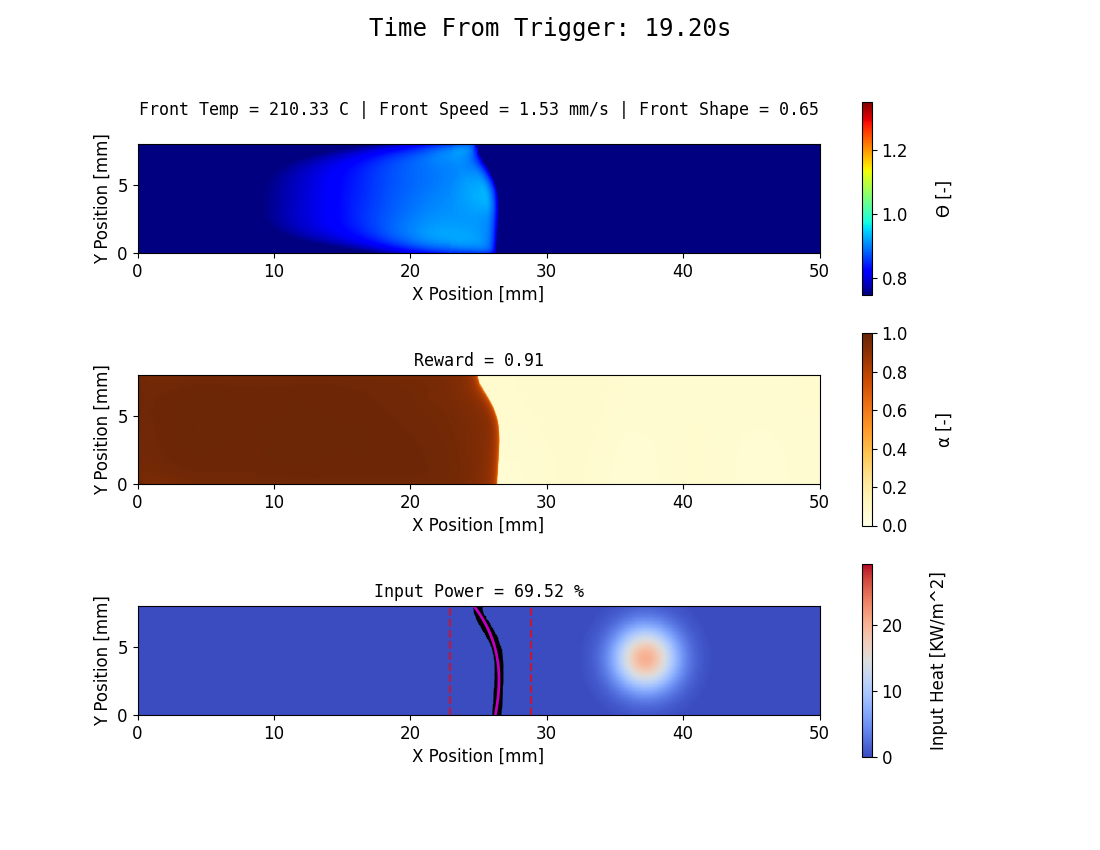 Time From Trigger: 19.20s
Front Temp = 210.33 C | Front Speed = 1.53 mm/s | Front Shape = 0.65
Y Position [mm]
5
0
0 10 20 30 40 50
X Position [mm]
1.2
1.0
0.8
Θ [-]
Reward = 0.91
Y Position [mm]
5
0
0 10 20 30 40 50
X Position [mm]
1.0
0.8
0.6
0.4
0.2
0.0
α [-]
Input Power = 69.52 %
Y Position [mm]
5
0
0 10 20 30 40 50
X Position [mm]
20
10
0
Input Heat [KW/m^2]